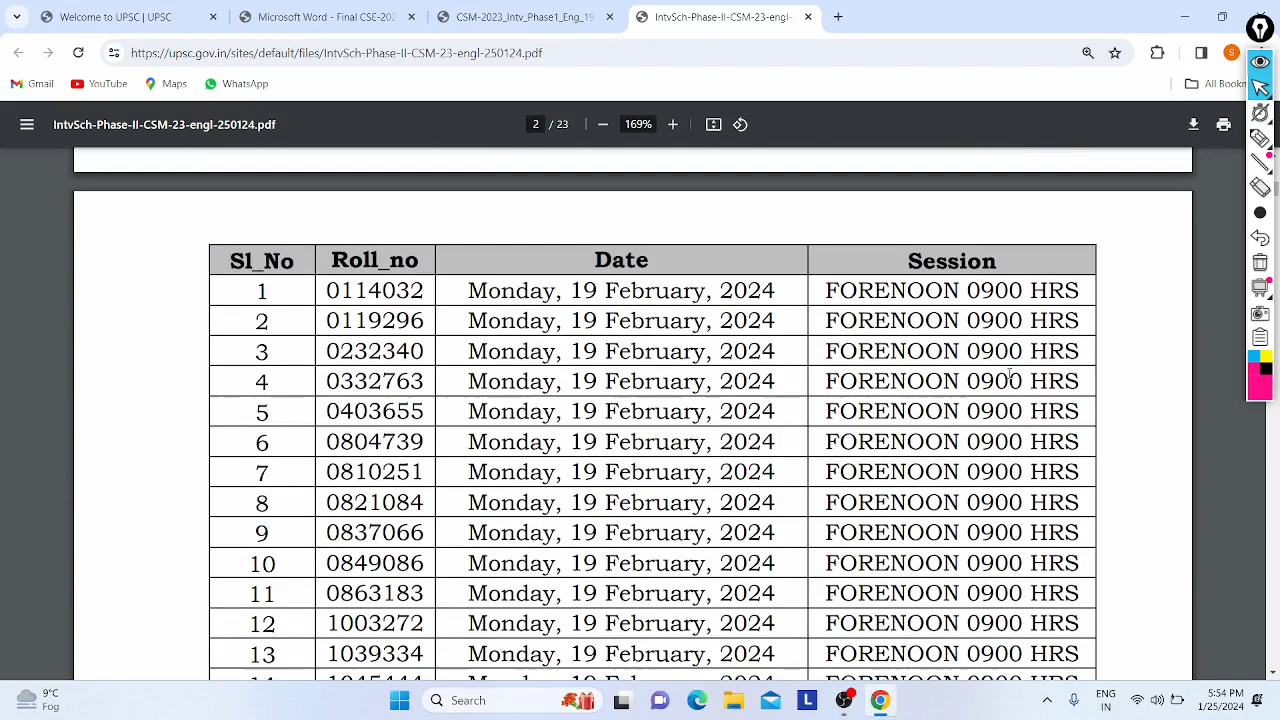 Welcome to UPSC | UPSC
Microsoft Word - Final CSE-202
CSM-2023_Intv_Phase1_Eng_19
IntvSch-Phase-II-CSM-23-engl-
https://upsc.gov.in/sites/default/files/IntvSch-Phase-II-CSM-23-engl-250124.pdf
S
Gmail
YouTube
Maps
WhatsApp
All Bookm
IntvSch-Phase-II-CSM-23-engl-250124.pdf
2 / 23
169%
Sl_No Roll_no Date Session
1 0114032 Monday, 19 February, 2024 FORENOON 0900 HRS
2 0119296 Monday, 19 February, 2024 FORENOON 0900 HRS
3 0232340 Monday, 19 February, 2024 FORENOON 0900 HRS
4 0332763 Monday, 19 February, 2024 FORENOON 0900 HRS
5 0403655 Monday, 19 February, 2024 FORENOON 0900 HRS
6 0804739 Monday, 19 February, 2024 FORENOON 0900 HRS
7 0810251 Monday, 19 February, 2024 FORENOON 0900 HRS
8 0821084 Monday, 19 February, 2024 FORENOON 0900 HRS
9 0837066 Monday, 19 February, 2024 FORENOON 0900 HRS
10 0849086 Monday, 19 February, 2024 FORENOON 0900 HRS
11 0863183 Monday, 19 February, 2024 FORENOON 0900 HRS
12 1003272 Monday, 19 February, 2024 FORENOON 0900 HRS
13 1039334 Monday, 19 February, 2024 FORENOON 0900 HRS
9°C
Fog
Search
L
ENG
IN
5:54 PM
1/25/2024